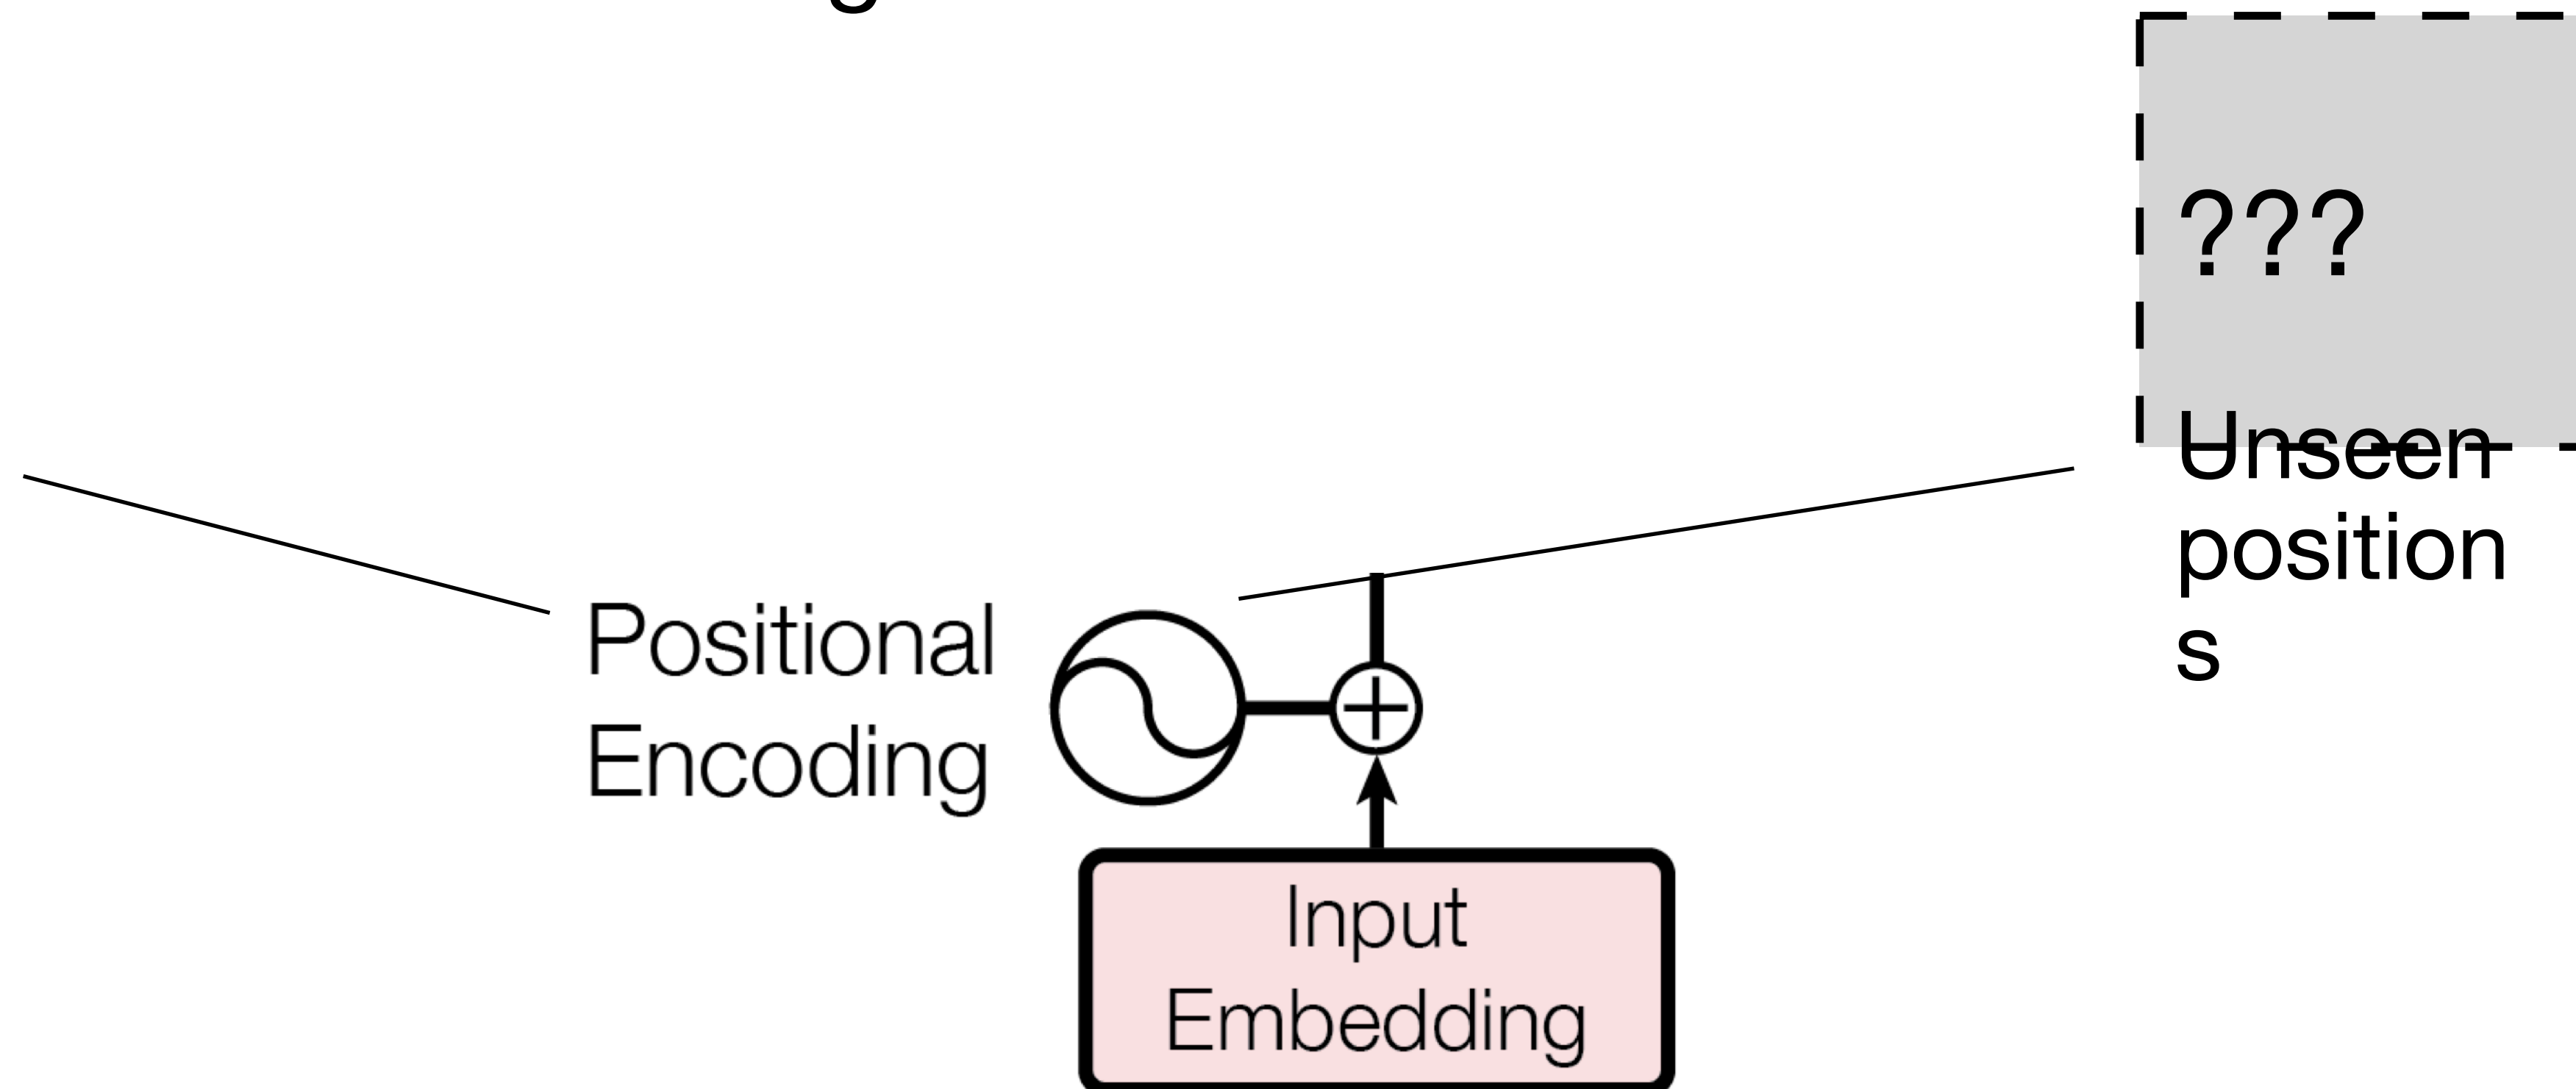 ???
Unseen
position
s
Positional
Encoding
Input
Embedding